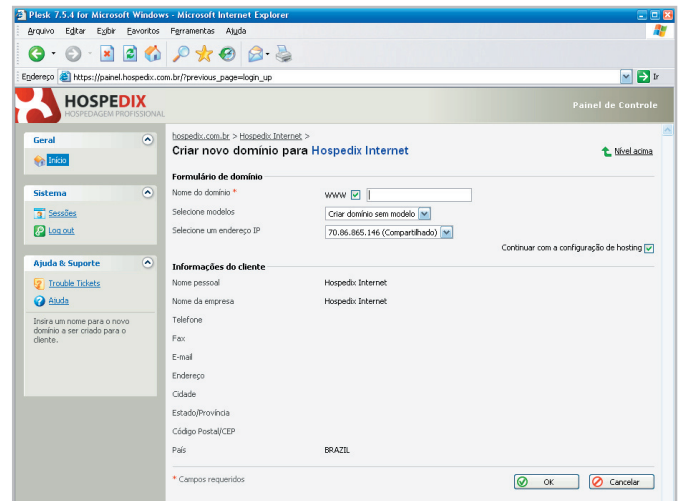 Plesk 7.5.4 for Microsoft Windows - Microsoft Internet Explorer
Arquivo Editar Exibir Favoritos Ferramentas Ajuda
Endereço https://painel.hospedix.com.br/?previous_page=login_up Ir
HOSPEDIX
HOSPEDAGEM PROFISSIONAL
Painel de Controle
Geral
Início
Sistema
Sessões
Log out
Ajuda & Suporte
Trouble Tickets
Ajuda
Insira um nome para o novo
domínio a ser criado para o
cliente.
hospedix.com.br > Hospedix Internet >
Criar novo domínio para Hospedix Internet
Nível acima
Formulário de domínio
Nome do domínio * www
Selecione modelos Criar domínio sem modelo
Selecione um endereço IP 70.86.865.146 (Compartilhado)
Continuar com a configuração de hosting
Informações do cliente
Nome pessoal Hospedix Internet
Nome da empresa Hospedix Internet
Telefone
Fax
E-mail
Endereço
Cidade
Estado/Província
Código Postal/CEP
País BRAZIL
* Campos requeridos
OK Cancelar